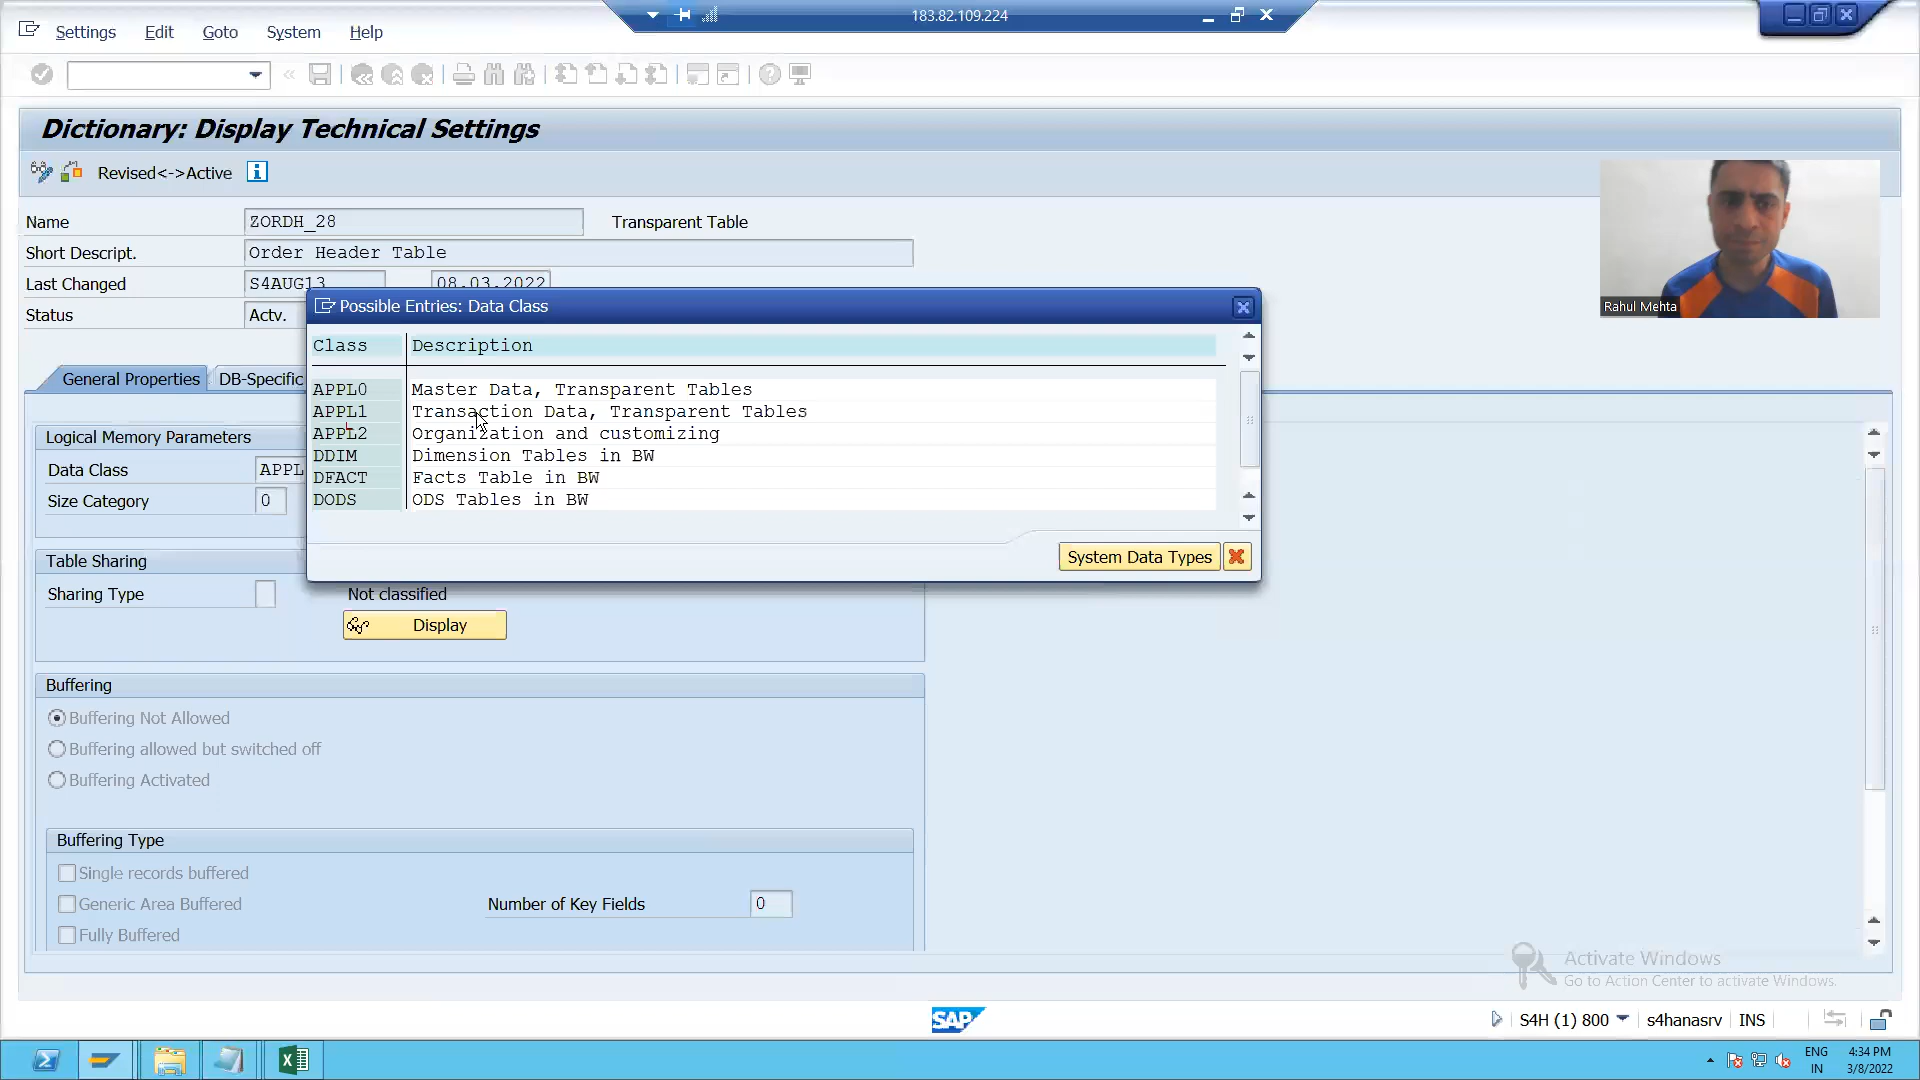 183.82.109.224
Settings Edit Goto System Help
Dictionary: Display Technical Settings
Revised<->Active
Name ZORDH_28 Transparent Table
Short Descript. Order Header Table
Last Changed S4AUG13 08.03.2022
Status Actv.
Rahul Mehta
Possible Entries: Data Class
Class Description
APPL0 Master Data, Transparent Tables
APPL1 Transaction Data, Transparent Tables
APPL2 Organization and customizing
DDIM Dimension Tables in BW
DFACT Facts Table in BW
DODS ODS Tables in BW
System Data Types
General Properties DB-Specific
Logical Memory Parameters
Data Class APPL
Size Category 0
Table Sharing
Sharing Type Not classified
Display
Buffering
Buffering Not Allowed
Buffering allowed but switched off
Buffering Activated
Buffering Type
Single records buffered
Generic Area Buffered Number of Key Fields 0
Fully Buffered
Activate Windows
Go to Action Center to activate Windows.
SAP
S4H (1) 800 s4hanasrv INS
ENG 4:34 PM
IN 3/8/2022